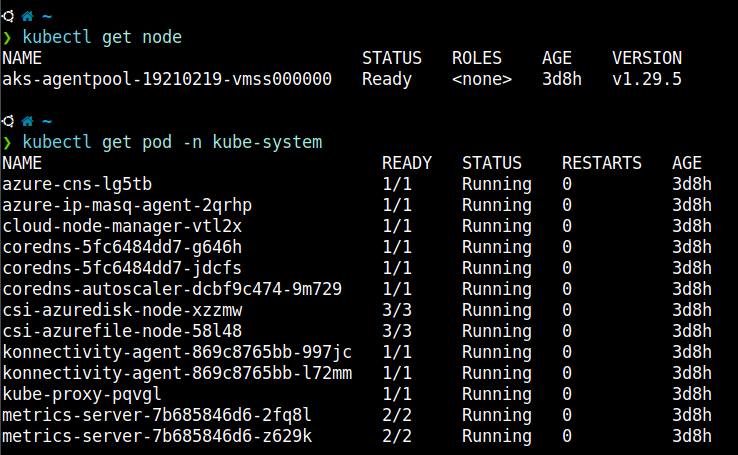 ~
❯ kubectl get node
NAME STATUS ROLES AGE VERSION
aks-agentpool-19210219-vmss000000 Ready <none> 3d8h v1.29.5
~
❯ kubectl get pod -n kube-system
NAME READY STATUS RESTARTS AGE
azure-cns-lg5tb 1/1 Running 0 3d8h
azure-ip-masq-agent-2qrhp 1/1 Running 0 3d8h
cloud-node-manager-vtl2x 1/1 Running 0 3d8h
coredns-5fc6484dd7-g646h 1/1 Running 0 3d8h
coredns-5fc6484dd7-jdcfs 1/1 Running 0 3d8h
coredns-autoscaler-dcbf9c474-9m729 1/1 Running 0 3d8h
csi-azuredisk-node-xzzmw 3/3 Running 0 3d8h
csi-azurefile-node-58l48 3/3 Running 0 3d8h
konnectivity-agent-869c8765bb-997jc 1/1 Running 0 3d8h
konnectivity-agent-869c8765bb-l72mm 1/1 Running 0 3d8h
kube-proxy-pqvgl 1/1 Running 0 3d8h
metrics-server-7b685846d6-2fq8l 2/2 Running 0 3d8h
metrics-server-7b685846d6-z629k 2/2 Running 0 3d8h